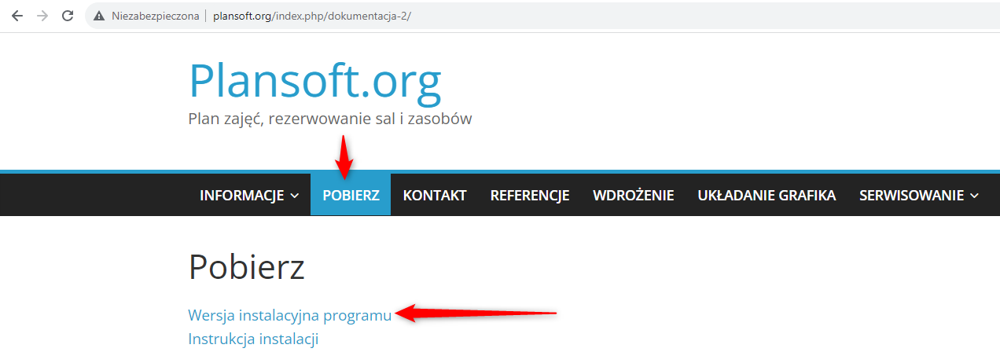 Niezabezpieczona plansoft.org/index.php/dokumentacja-2/
Plansoft.org
Plan zajęć, rezerwowanie sal i zasobów
INFORMACJE POBIERZ KONTAKT REFERENCJE WDROŻENIE UKŁADANIE GRAFIKA SERWISOWANIE
Pobierz
Wersja instalacyjna programu
Instrukcja instalacji